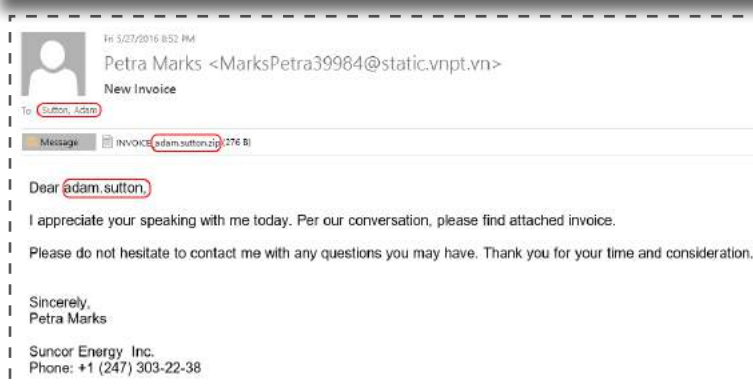 Fri 5/27/2016 8:52 PM
Petra Marks <MarksPetra39984@static.vnpt.vn>
New Invoice
To Sutton, Adam
Message INVOICE adam.sutton.zip (276 B)
Dear adam.sutton,
I appreciate your speaking with me today. Per our conversation, please find attached invoice.
Please do not hesitate to contact me with any questions you may have. Thank you for your time and consideration.
Sincerely,
Petra Marks
Suncor Energy Inc.
Phone: +1 (247) 303-22-38